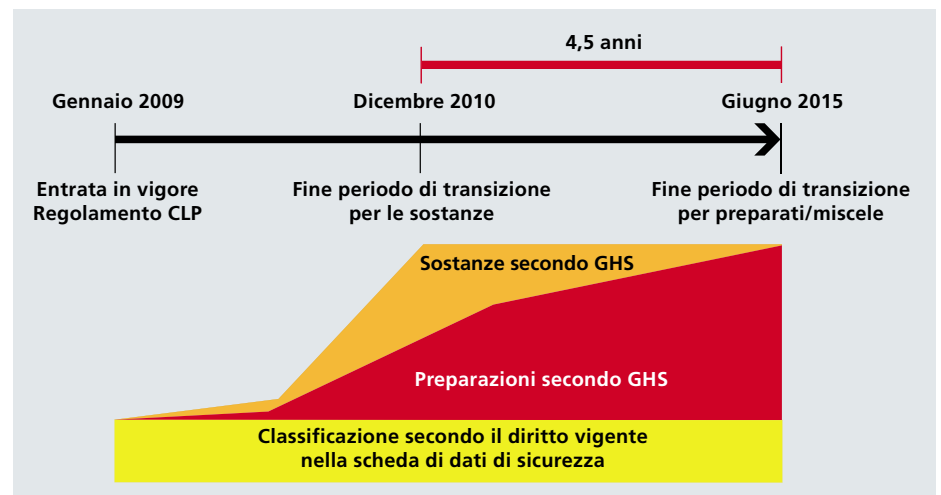 4,5 anni
Gennaio 2009
Dicembre 2010
Giugno 2015
Entrata in vigore
Regolamento CLP
Fine periodo di transizione
per le sostanze
Fine periodo di transizione
per preparati/miscele
Sostanze secondo GHS
Preparazioni secondo GHS
Classificazione secondo il diritto vigente
nella scheda di dati di sicurezza